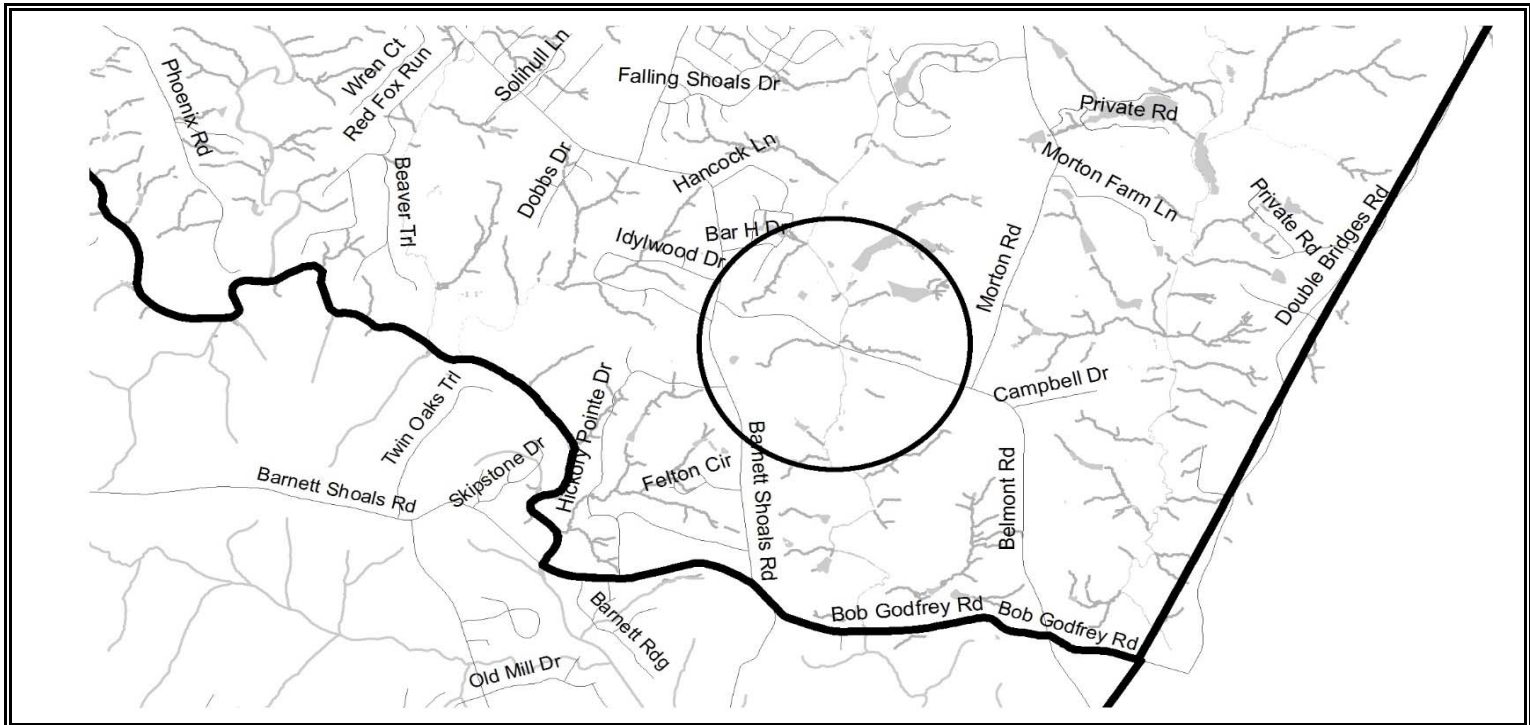 Phoenix Rd
Wren Ct
Red Fox Run
Solihull Ln
Falling Shoals Dr
Private Rd
Beaver Trl
Dobbs Dr
Hancock Ln
Morton Farm Ln
Private Rd
Double Bridges Rd
Idylwood Dr
Bar H Dr
Morton Rd
Campbell Dr
Twin Oaks Trl
Hickory Pointe Dr
Barnett Shoals Rd
Skipstone Dr
Felton Cir
Barnett Shoals Rd
Belmont Rd
Bob Godfrey Rd
Bob Godfrey Rd
Barnett Rdg
Old Mill Dr